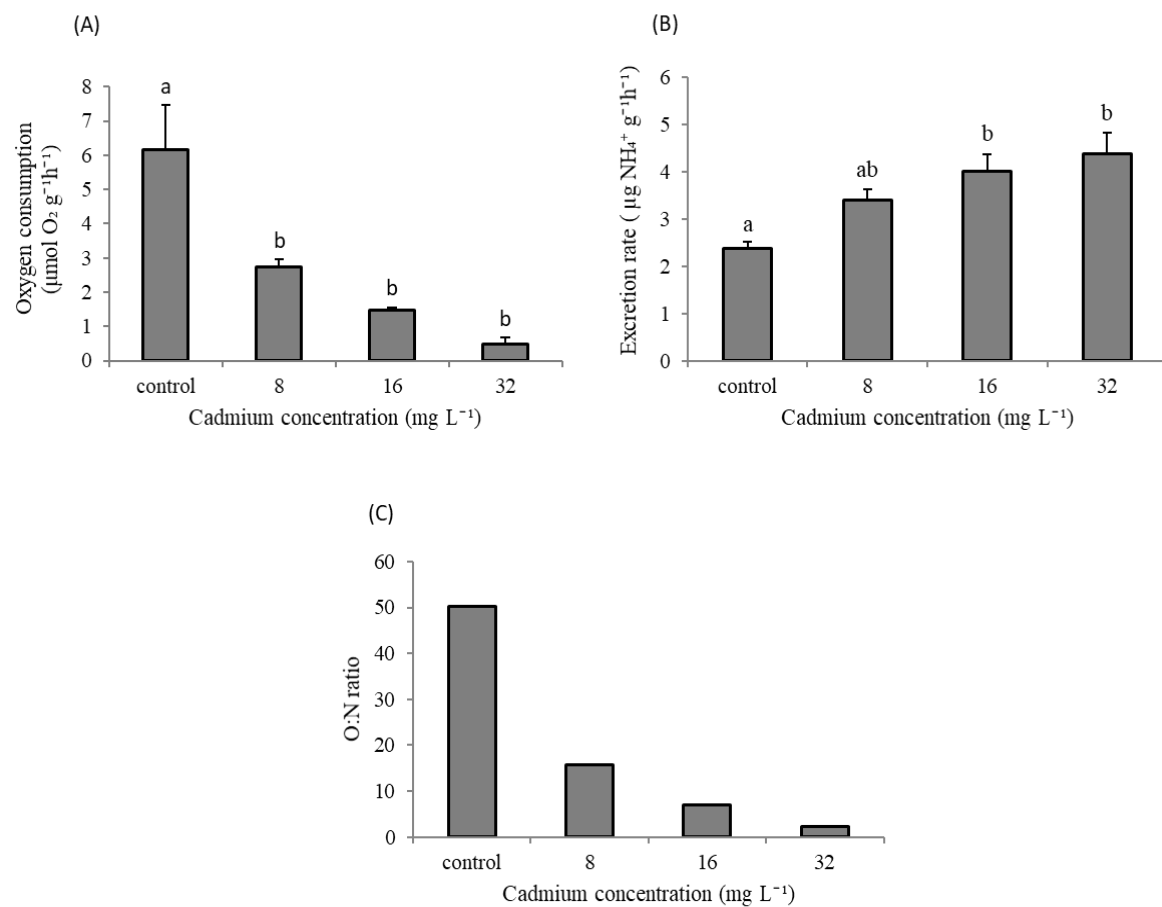 (A)
Oxygen consumption
(μmol O₂ g⁻¹h⁻¹)
8
7
6
5
4
3
2
1
0
a
b
b
b
control 8 16 32
Cadmium concentration (mg L⁻¹)
(B)
Excretion rate ( μg NH₄⁺ g⁻¹h⁻¹)
6
5
4
3
2
1
0
a
ab
b
b
control 8 16 32
Cadmium concentration (mg L⁻¹)
(C)
O:N ratio
60
50
40
30
20
10
0
control 8 16 32
Cadmium concentration (mg L⁻¹)